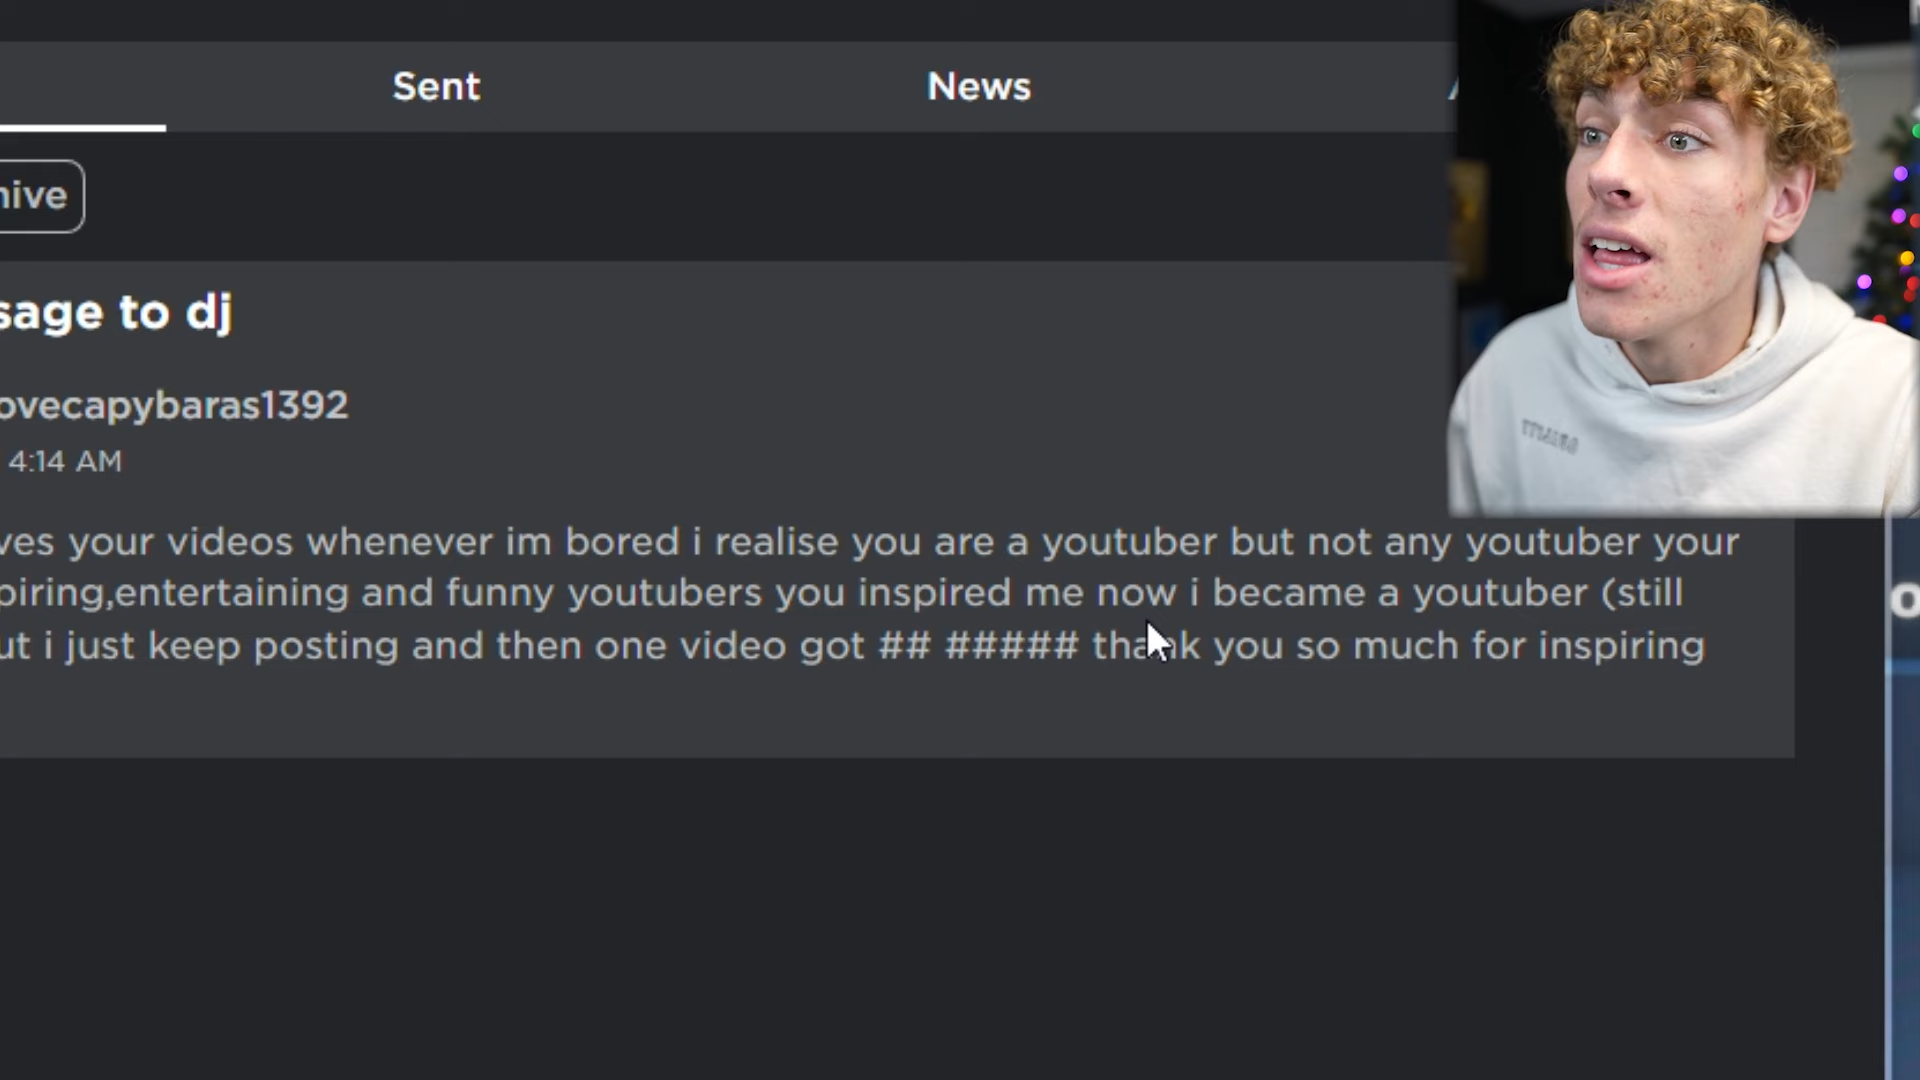 Sent
News
hive
sage to dj
ovecapybaras1392
4:14 AM
ves your videos whenever im bored i realise you are a youtuber but not any youtuber your
piring,entertaining and funny youtubers you inspired me now i became a youtuber (still
ut i just keep posting and then one video got ## ##### thank you so much for inspiring